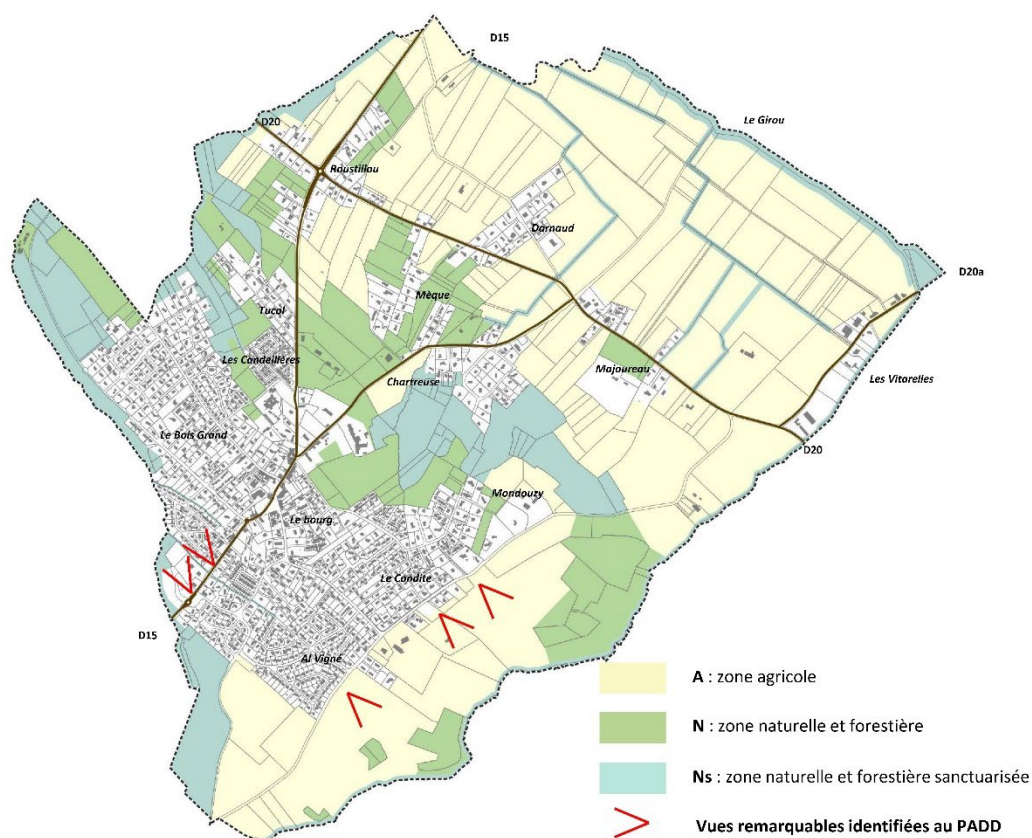 D15
Le Girou
D20
Roustillou
Darnaud
D20a
Mèque
Tucol
Les Vitarelles
Les Candeillères
Majoureau
Chartreuse
Le Bois Grand
D20
Mondouzy
Le bourg
Le Condite
D15
Al Vigné
A : zone agricole
N : zone naturelle et forestière
Ns : zone naturelle et forestière sanctuarisée
Vues remarquables identifiées au PADD